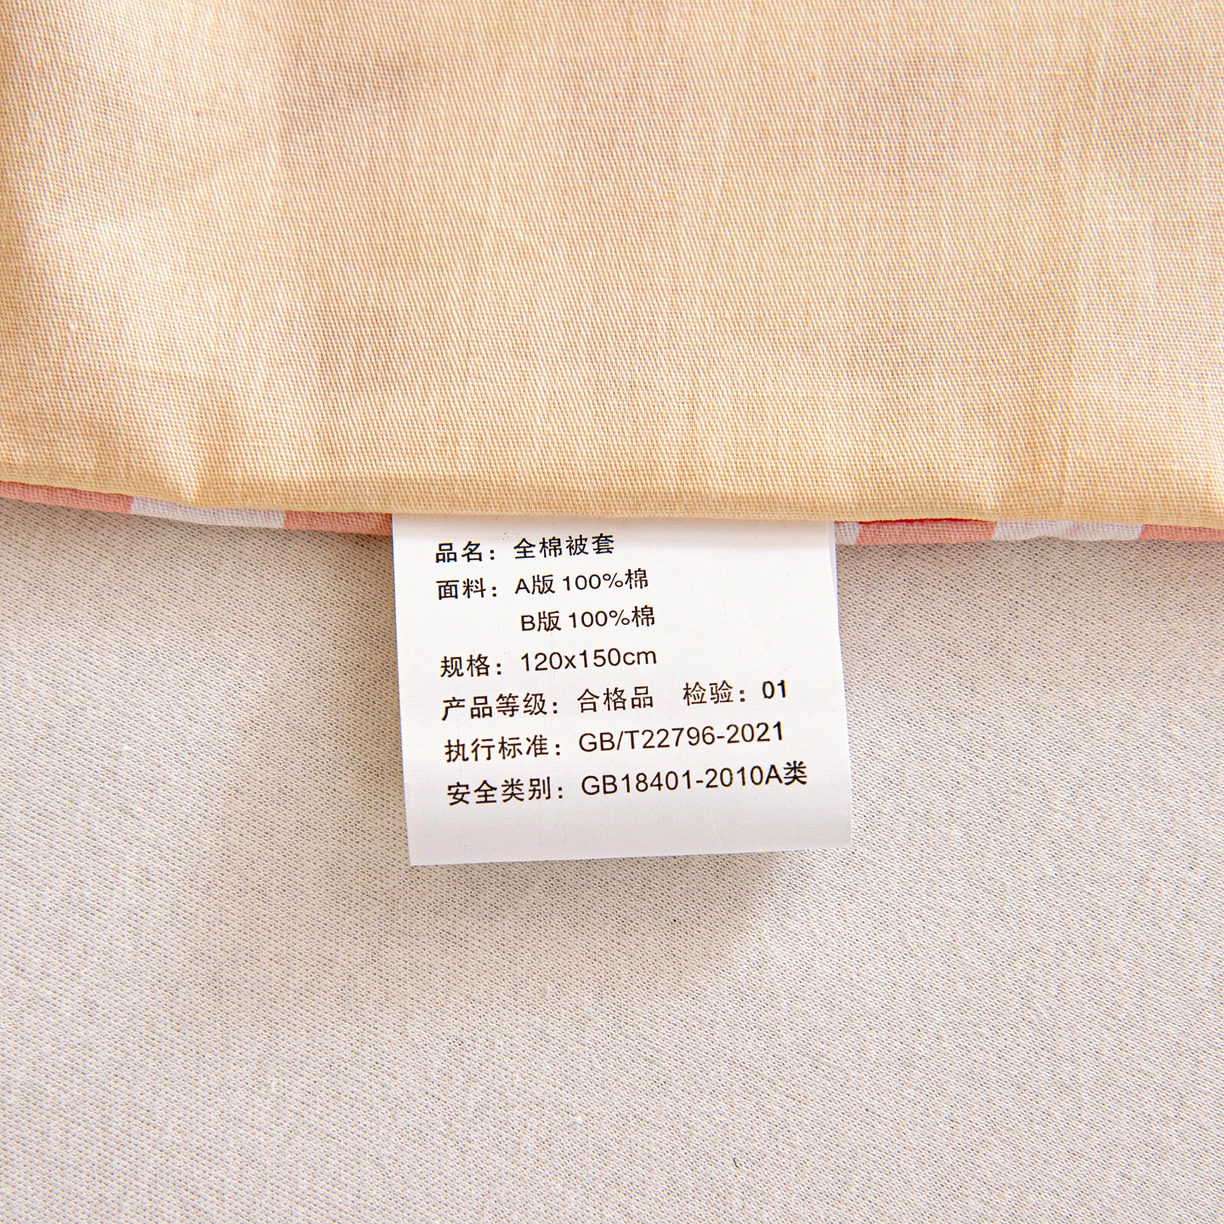 品名：全棉被套
面料：A版 100%棉
B版 100%棉
规格：120x150cm
产品等级：合格品 检验：01
执行标准：GB/T22796-2021
安全类别：GB18401-2010A类